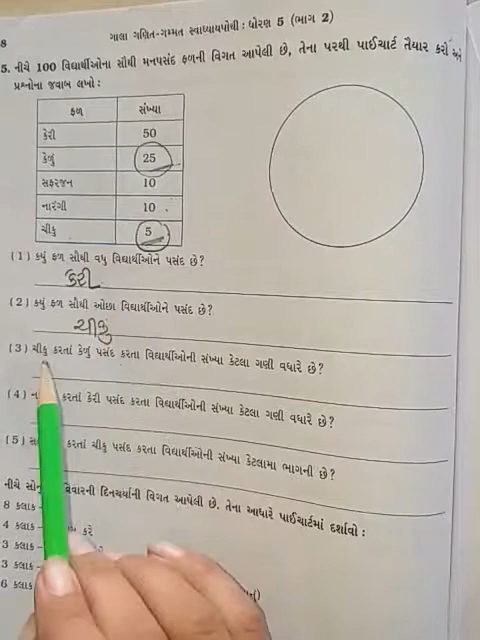 8
ગાલા ગણિત-ગમ્મત સ્વાધ્યાયપોથી : ધોરણ 5 (ભાગ 2)
5. નીચે 100 વિદ્યાર્થીઓના સૌથી મનપસંદ ફળની વિગત આપેલી છે, તેના પરથી પાઈચાર્ટ તૈયાર કરો અને
પ્રશ્નોના જવાબ લખો :
ફળ સંખ્યા
કેરી 50
કેળું 25
સફરજન 10
નારંગી 10
ચીકુ 5
(1) કયું ફળ સૌથી વધુ વિદ્યાર્થીઓને પસંદ છે?
કેરી
(2) કયું ફળ સૌથી ઓછા વિદ્યાર્થીઓને પસંદ છે?
ચીકુ
(3) ચીકુ કરતાં કેળું પસંદ કરતા વિદ્યાર્થીઓની સંખ્યા કેટલા ગણી વધારે છે?
(4) કરતાં કેરી પસંદ કરતા વિદ્યાર્થીઓની સંખ્યા કેટલા ગણી વધારે છે?
(5) કરતાં ચીકુ પસંદ કરતા વિદ્યાર્થીઓની સંખ્યા કેટલામા ભાગની છે?
નીચે વારની દિનચર્યાની વિગત આપેલી છે. તેના આધારે પાઈચાર્ટમાં દર્શાવો :
8 કલાક -
4 કલાક - કરે
3 કલાક -
3 કલાક
6 કલાક